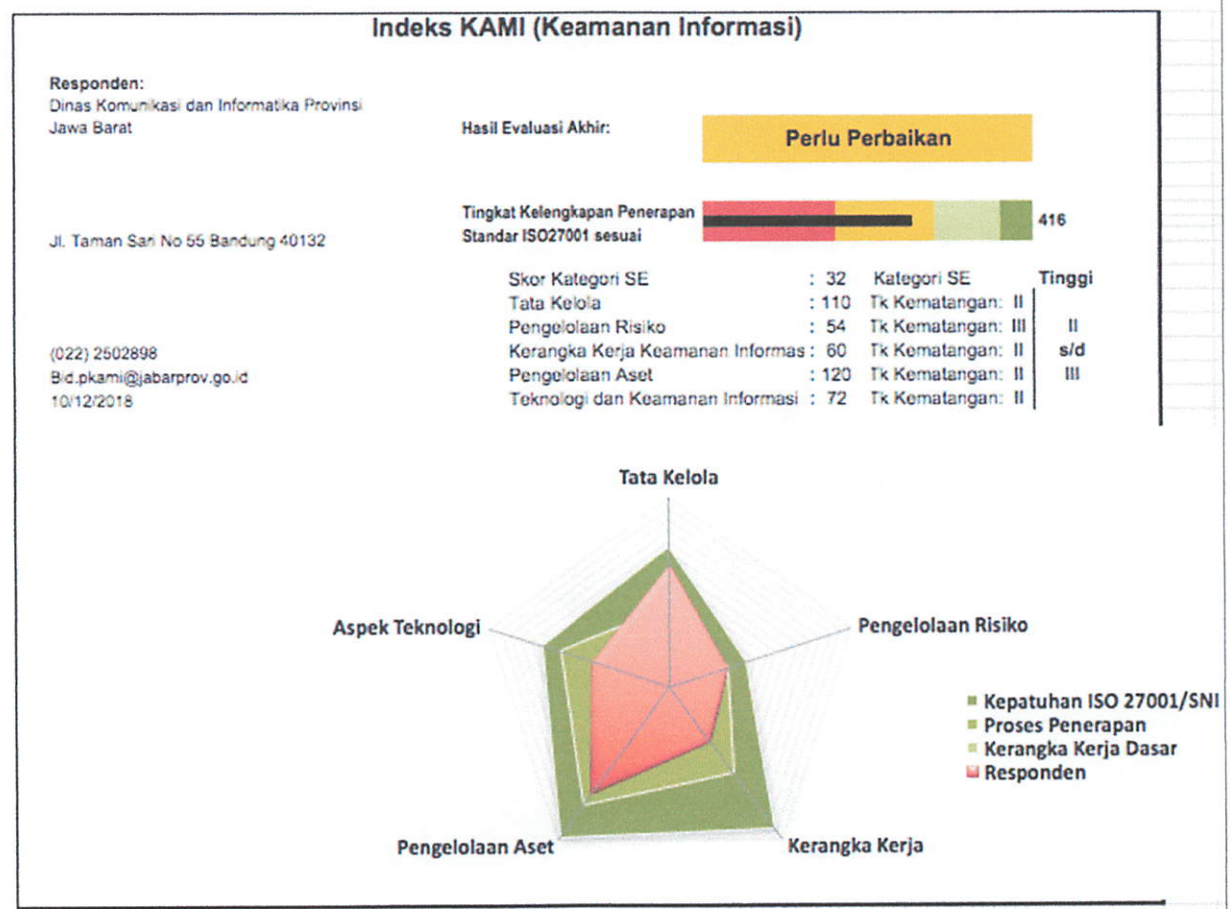 Indeks KAMI (Keamanan Informasi)
Responden:
Dinas Komunikasi dan Informatika Provinsi
Jawa Barat
Hasil Evaluasi Akhir:
Perlu Perbaikan
Tingkat Kelengkapan Penerapan
Standar ISO27001 sesuai
416
Jl. Taman Sari No 55 Bandung 40132
Skor Kategori SE : 32 Kategori SE Tinggi
Tata Kelola : 110 Tk Kematangan: II
Pengelolaan Risiko : 54 Tk Kematangan: III II
Kerangka Kerja Keamanan Informas : 60 Tk Kematangan: II s/d
Pengelolaan Aset : 120 Tk Kematangan: II III
Teknologi dan Keamanan Informasi : 72 Tk Kematangan: II
(022) 2502898
Bid.pkami@jabarprov.go.id
10/12/2018
Tata Kelola
Aspek Teknologi
Pengelolaan Risiko
Kepatuhan ISO 27001/SNI
Proses Penerapan
Kerangka Kerja Dasar
Responden
Pengelolaan Aset
Kerangka Kerja